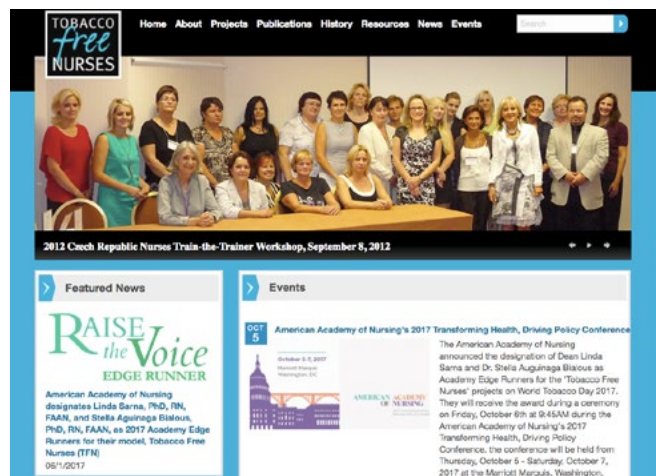 TOBACCO
free
NURSES
Home About Projects Publications History Resources News Events
Search
2012 Czech Republic Nurses Train-the-Trainer Workshop, September 8, 2012
Featured News
RAISE
the Voice
EDGE RUNNER
American Academy of Nursing
designates Linda Sarna, PhD, RN,
FAAN, and Stella Aguinaga Bialous,
PhD, RN, FAAN, as 2017 Academy Edge
Runners for their model, Tobacco Free
Nurses (TFN)
06/1/2017
Events
OCT
5
American Academy of Nursing's 2017 Transforming Health, Driving Policy Conference
October 5-7, 2017
Marriott Marquis
Washington, DC
AMERICAN ACADEMY
OF NURSING
The American Academy of Nursing
announced the designation of Dean Linda
Sarna and Dr. Stella Auguinaga Bialous as
Academy Edge Runners for the 'Tobacco Free
Nurses' projects on World Tobacco Day 2017.
They will receive the award during a ceremony
on Friday, October 6th at 9:45AM during the
American Academy of Nursing's 2017
Transforming Health, Driving Policy
Conference. the conference will be held from
Thursday, October 5 - Saturday, October 7,
2017 at the Marriott Marquis, Washington,